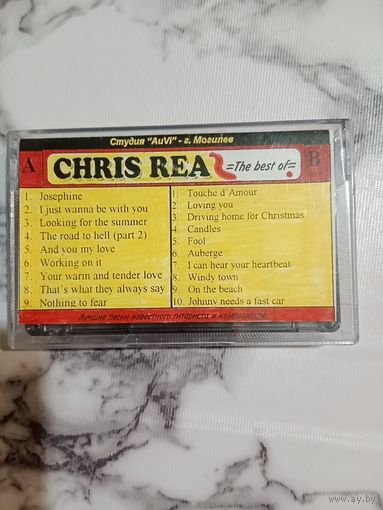 Студия "AuVi" - г. Могилев
A CHRIS REA =The best of= B
1. Josephine
2. I just wanna be with you
3. Looking for the summer
4. The road to hell (part 2)
5. And you my love
6. Working on it
7. Your warm and tender love
8. That's what they always say
9. Nothing to fear
1. Touche d'Amour
2. Loving you
3. Driving home for Christmas
4. Candles
5. Fool
6. Auberge
7. I can hear your heartbeat
8. Windy town
9. On the beach
10. Johnny needs a fast car
Лучшие песни известного гитариста и композитора
www.ay.by